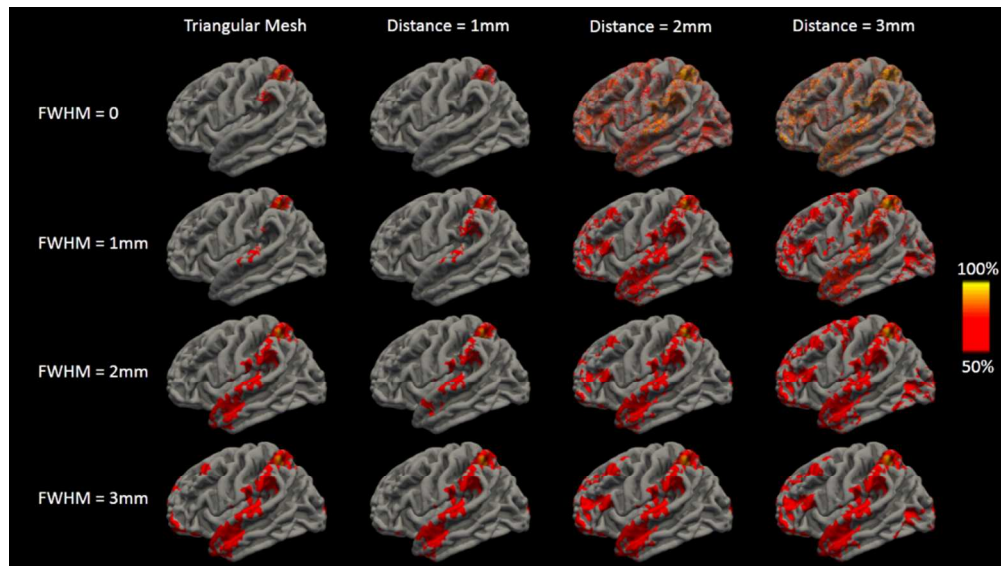 Triangular Mesh Distance = 1mm Distance = 2mm Distance = 3mm
FWHM = 0
FWHM = 1mm
100%
FWHM = 2mm
50%
FWHM = 3mm